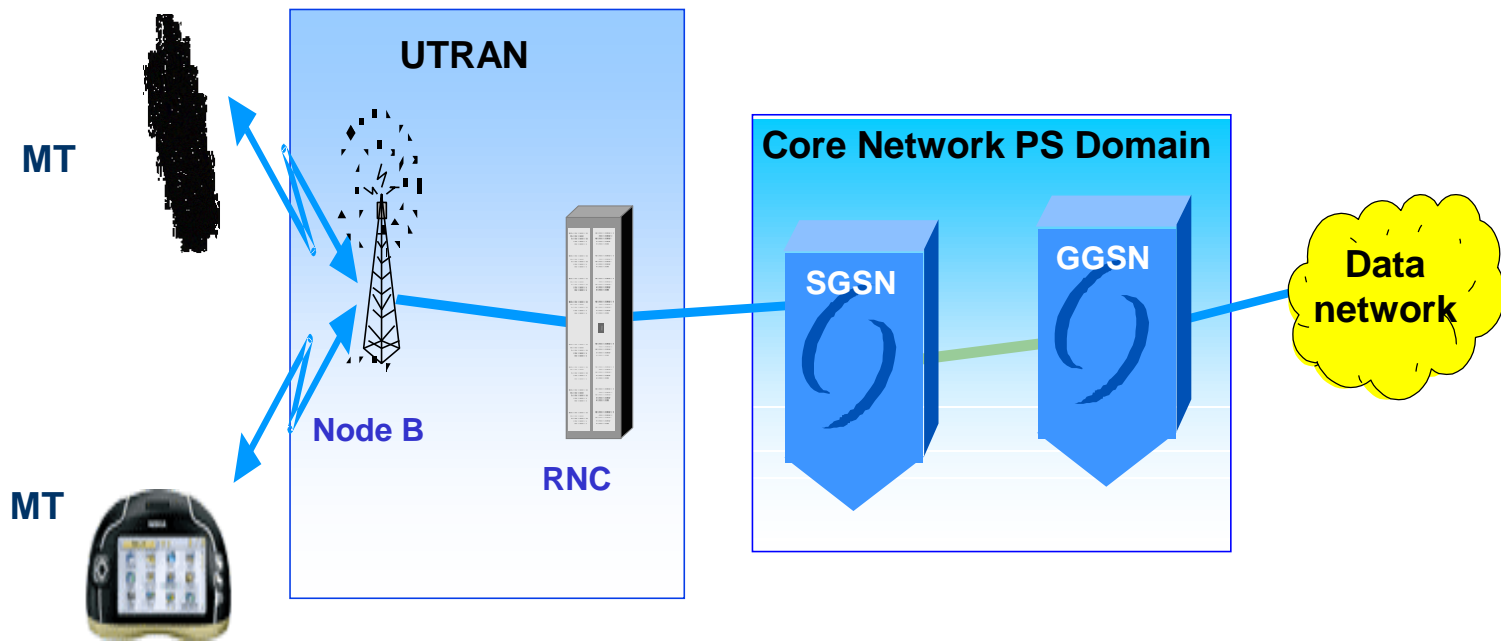 UTRAN
MT
Core Network PS Domain
SGSN
GGSN
Data
network
Node B
RNC
MT